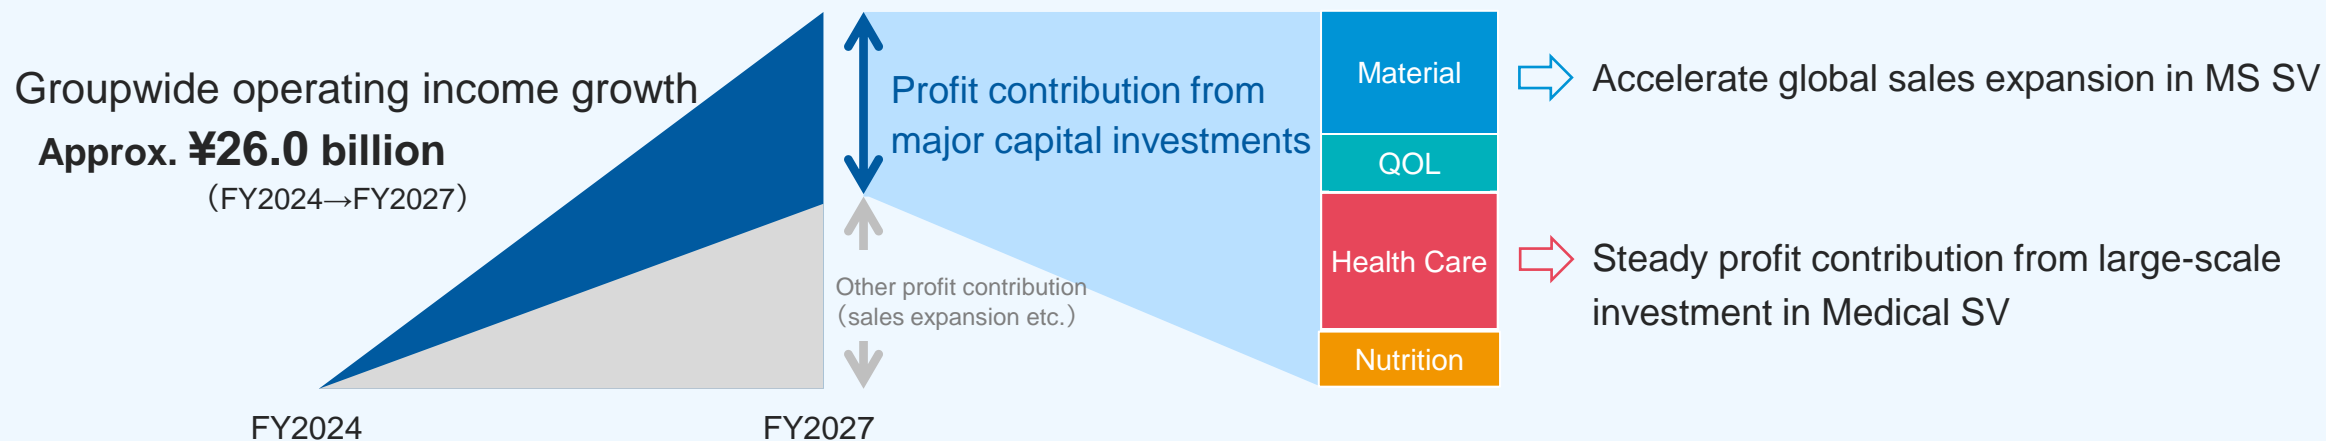 Groupwide operating income growth
Approx. ¥26.0 billion
（FY2024→FY2027）
FY2024
FY2027
Profit contribution from
major capital investments
Other profit contribution
（sales expansion etc.）
Material
QOL
Health Care
Nutrition
Accelerate global sales expansion in MS SV
Steady profit contribution from large-scale
investment in Medical SV